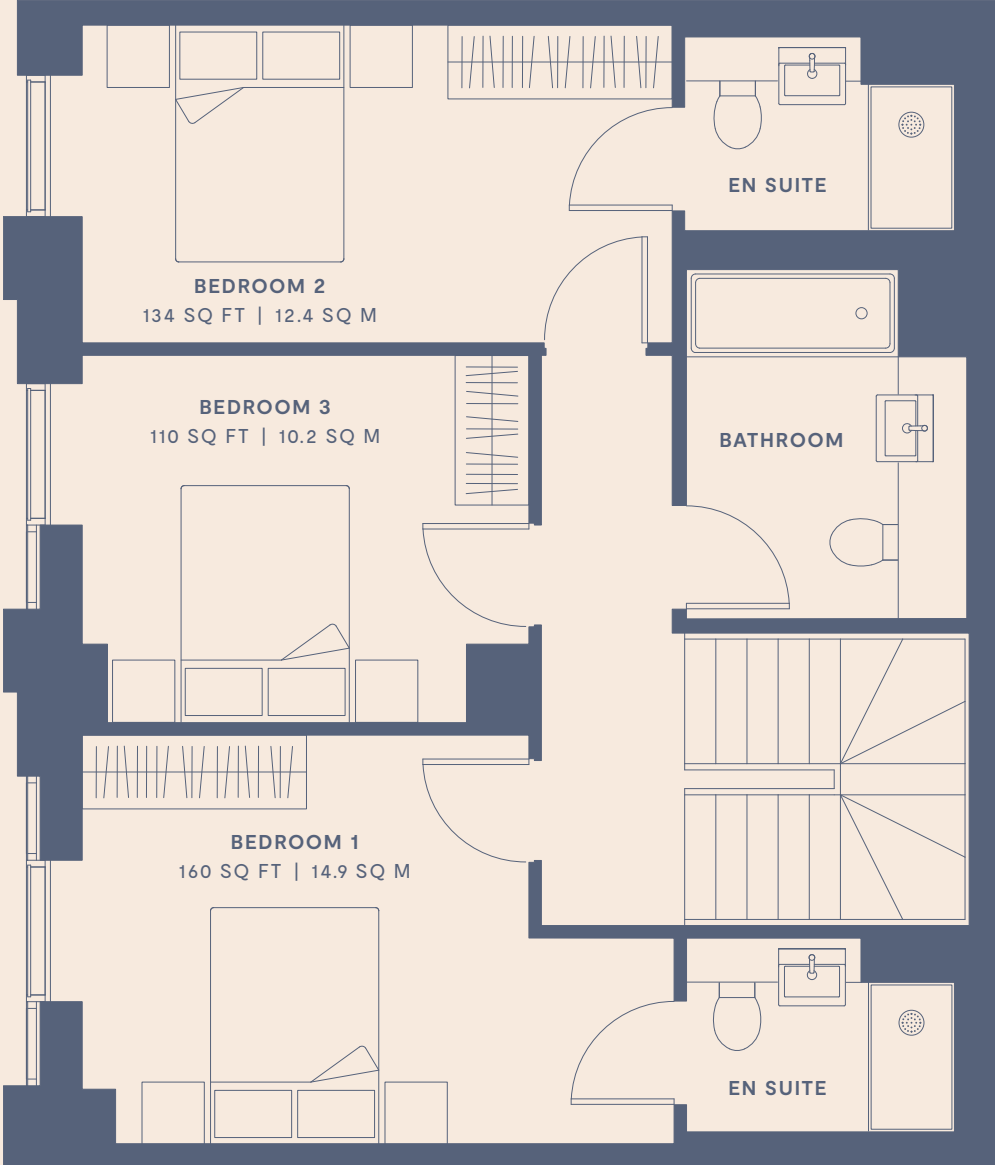 EN SUITE
BEDROOM 2
134 SQ FT | 12.4 SQ M
BEDROOM 3
110 SQ FT | 10.2 SQ M
BATHROOM
BEDROOM 1
160 SQ FT | 14.9 SQ M
EN SUITE